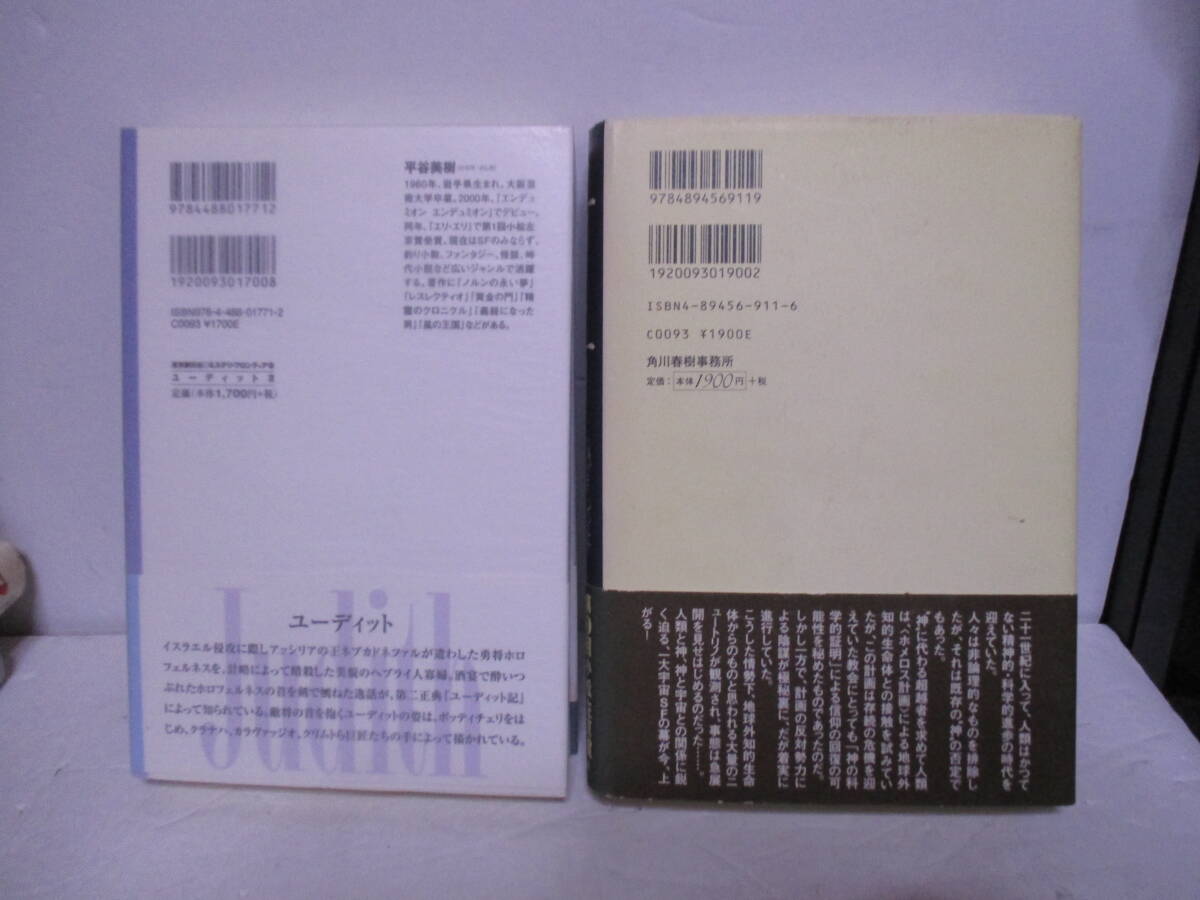 9784488017712
1920093017008
ISBN978-4-488-01771-2
C0093 ¥1700E
ユーディットⅡ
定価（本体1,700円+税）
平谷美樹
1960年、岩手県生まれ。大阪芸
術大学卒業。2000年、『エンデュ
ミオン エンデュミオン』でデビュー。
同年、『エリ・エリ』で第1回小松左
京賞受賞。現在はSFのみならず、
釣り小説、ファンタジー、怪談、時
代小説など広いジャンルで活躍
する。著作に『ノルンの永い夢』
『レスレクティオ』『黄金の門』『精
霊のクロニクル』『義経になった
男』『風の王国』などがある。
Judith
ユーディット
イスラエル侵攻に際しアッシリアの王ネブカドネツァルが遣わした勇将ホロ
フェルネスを、計略によって暗殺した美貌のヘブライ人寡婦。酒宴で酔いつ
ぶれたホロフェルネスの首を剣で刎ねた逸話が、第二正典『ユーディット記』
によって知られている。敵将の首を抱くユーディットの姿は、ボッティチェリをは
じめ、クラナハ、カラヴァッジオ、クリムトら巨匠たちの手によって描かれている。
9784894569119
1920093019002
ISBN4-89456-911-6
C0093 ¥1900E
角川春樹事務所
定価：本体1900円+税
二十一世紀に入って、人類はかつて
ない精神的・科学的直参の時代を
迎えていた。
人々は非論理的なものを排除し
たが、それは既存の“神”の否定で
もあった。
“神”に代わる超越者を求めて人類
は、〝ホメロス計画〟による地球外
知的生命体との接触を試みてい
たが、この計画は存続の危機を迎
えていた教会にとっても「神の科
学的証明」による信仰の回復の可
能性を秘めたものであったのだ。
しかし一方で、計画の反対勢力に
よる陰謀が極秘裏に、だが着実に
進行していた。
こうした情勢下、地球外知的生命
体からのものと思われる大量のニ
ュートリノが観測され、事態は急展
開を見せはじめるのだった……。
人類と神、神と宇宙との関係に鋭
く迫る、「大宇宙SFの幕が今、上
がる！